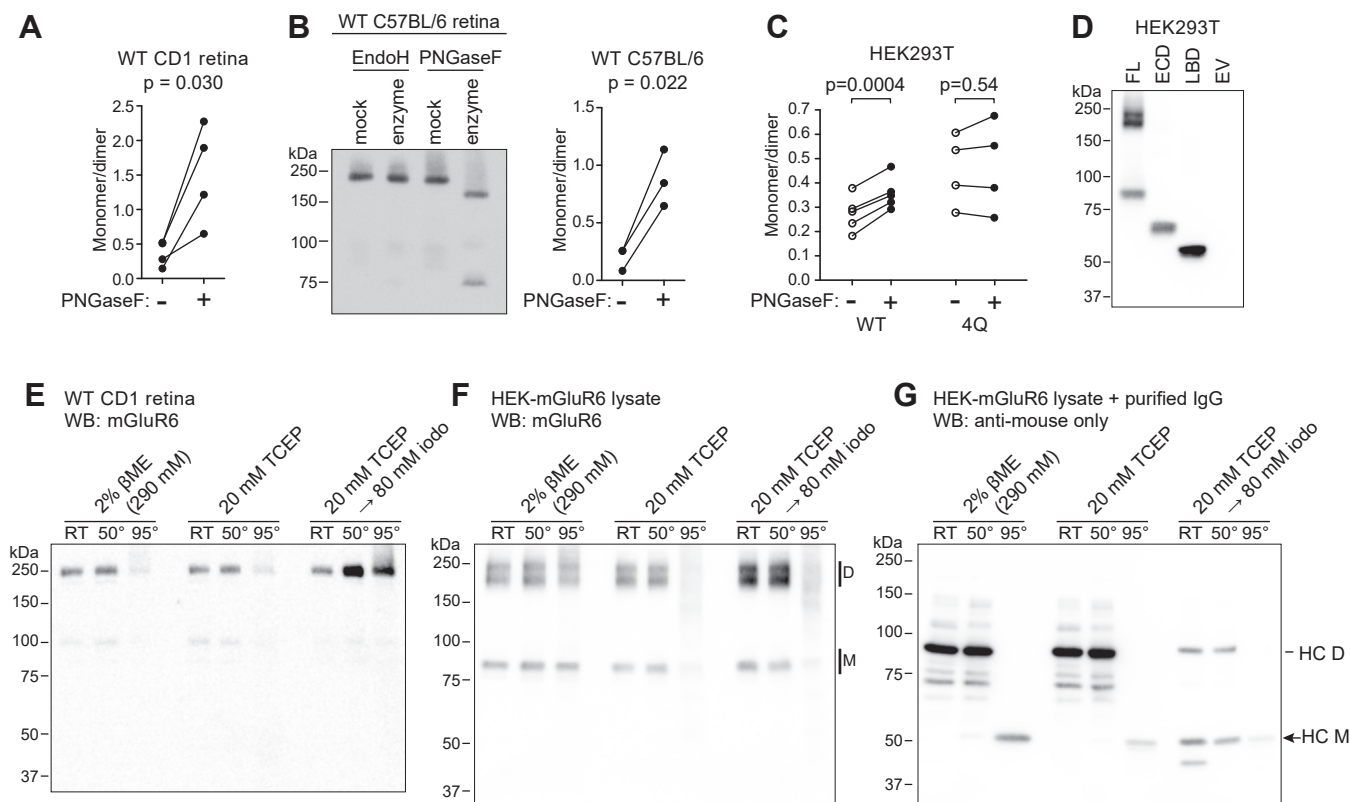 A
WT CD1 retina
p = 0.030
Monomer/dimer
2.5
2.0
1.5
1.0
0.5
0.0
PNGaseF: - +
B
WT C57BL/6 retina
EndoH PNGaseF
mock enzyme mock enzyme
kDa
250
150
100
75
WT C57BL/6
p = 0.022
Monomer/dimer
1.5
1.0
0.5
0.0
PNGaseF: - +
C
HEK293T
p=0.0004 p=0.54
Monomer/dimer
0.7
0.6
0.5
0.4
0.3
0.2
0.1
0.0
PNGaseF: - + - +
WT 4Q
D
HEK293T
FL ECD LBD EV
kDa
250
150
100
75
50
37
E
WT CD1 retina
WB: mGluR6
2% βME (290 mM)
20 mM TCEP
20 mM TCEP → 80 mM iodo
RT 50° 95° RT 50° 95° RT 50° 95°
kDa
250
150
100
75
50
37
F
HEK-mGluR6 lysate
WB: mGluR6
2% βME (290 mM)
20 mM TCEP
20 mM TCEP → 80 mM iodo
RT 50° 95° RT 50° 95° RT 50° 95°
kDa
250
150
100
75
50
37
D
M
G
HEK-mGluR6 lysate + purified IgG
WB: anti-mouse only
2% βME (290 mM)
20 mM TCEP
20 mM TCEP → 80 mM iodo
RT 50° 95° RT 50° 95° RT 50° 95°
kDa
250
150
100
75
50
37
HC D
HC M